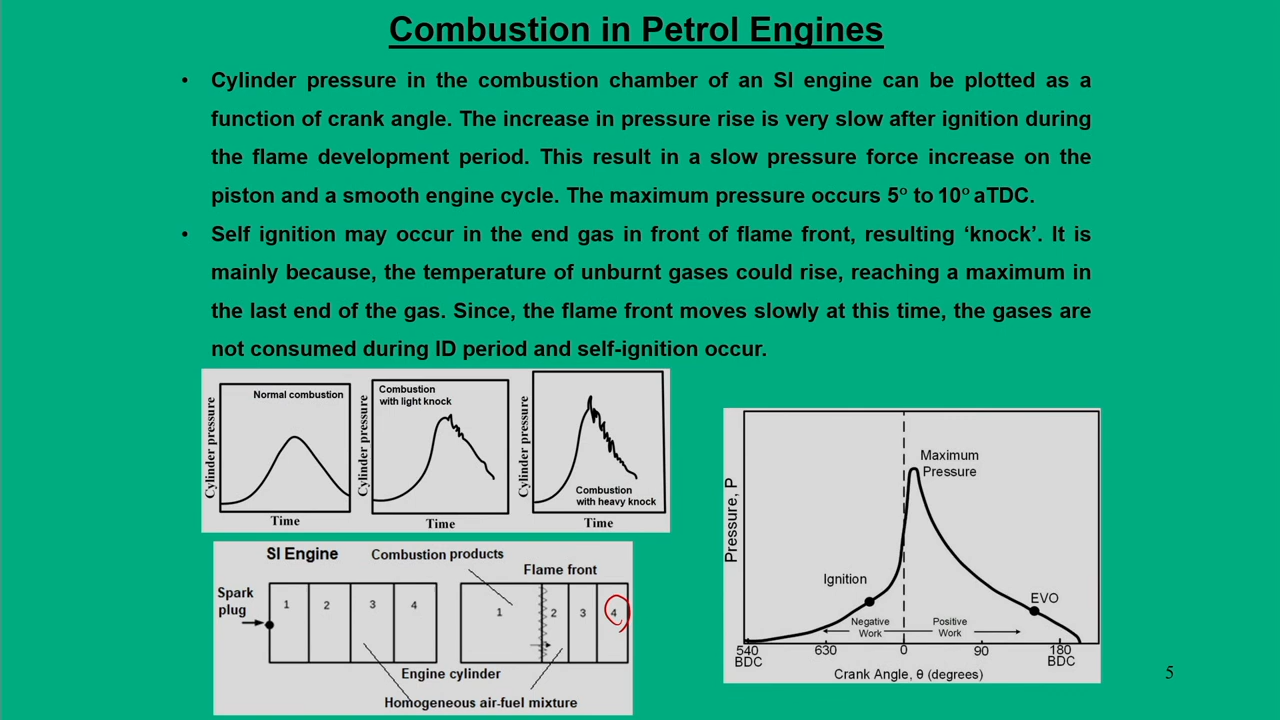 Combustion in Petrol Engines
• Cylinder pressure in the combustion chamber of an SI engine can be plotted as a
function of crank angle. The increase in pressure rise is very slow after ignition during
the flame development period. This result in a slow pressure force increase on the
piston and a smooth engine cycle. The maximum pressure occurs 5° to 10° aTDC.
• Self ignition may occur in the end gas in front of flame front, resulting ‘knock’. It is
mainly because, the temperature of unburnt gases could rise, reaching a maximum in
the last end of the gas. Since, the flame front moves slowly at this time, the gases are
not consumed during ID period and self-ignition occur.
Cylinder pressure
Normal combustion
Time
Cylinder pressure
Combustion
with light knock
Time
Cylinder pressure
Combustion
with heavy knock
Time
SI Engine
Combustion products
Flame front
Spark
plug
1 2 3 4
1 2 3 4
Engine cylinder
Homogeneous air-fuel mixture
Pressure, P
Maximum
Pressure
Ignition
EVO
Negative
Work
Positive
Work
540 630 0 90 180
BDC BDC
Crank Angle, θ (degrees)
5